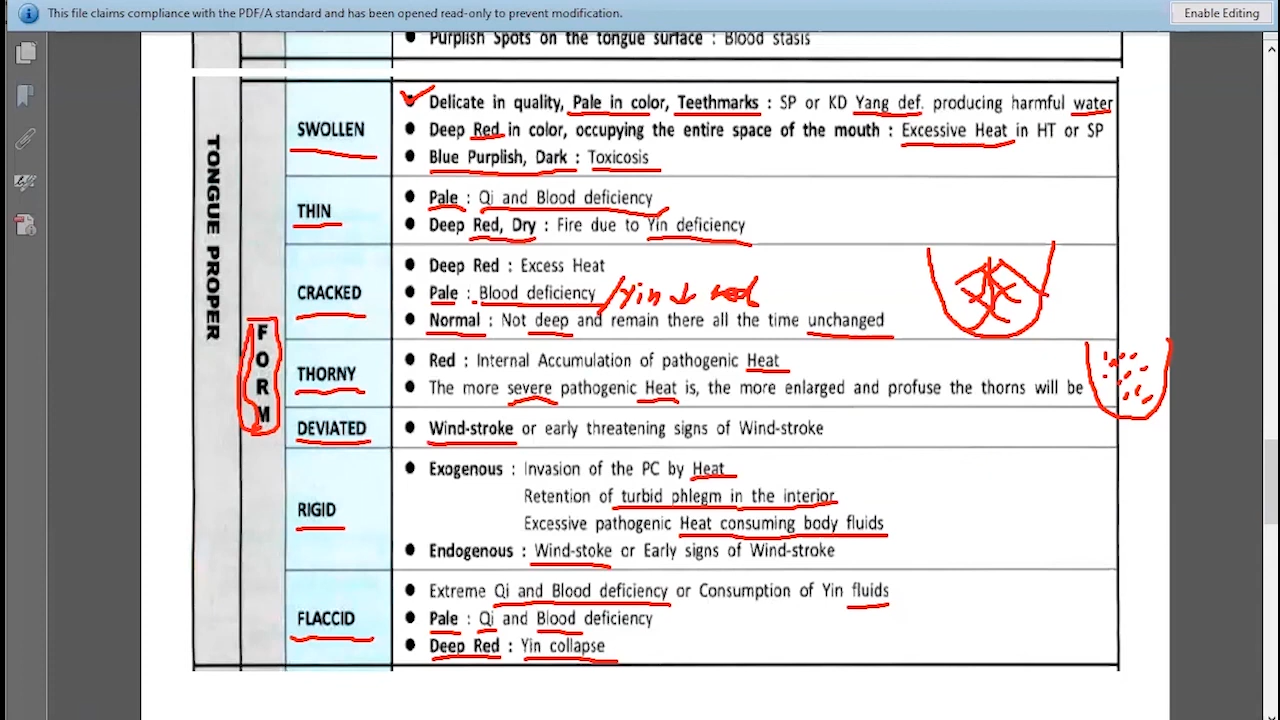 This file claims compliance with the PDF/A standard and has been opened read-only to prevent modification.
Enable Editing
• Purplish Spots on the tongue surface : Blood stasis
TONGUE PROPER
FORM
SWOLLEN
• Delicate in quality, Pale in color, Teethmarks : SP or KD Yang def. producing harmful water
• Deep Red in color, occupying the entire space of the mouth : Excessive Heat in HT or SP
• Blue Purplish, Dark : Toxicosis
THIN
• Pale : Qi and Blood deficiency
• Deep Red, Dry : Fire due to Yin deficiency
CRACKED
• Deep Red : Excess Heat
• Pale : Blood deficiency / Yin ↓ red
• Normal : Not deep and remain there all the time unchanged
THORNY
• Red : Internal Accumulation of pathogenic Heat
• The more severe pathogenic Heat is, the more enlarged and profuse the thorns will be
DEVIATED
• Wind-stroke or early threatening signs of Wind-stroke
RIGID
• Exogenous : Invasion of the PC by Heat
Retention of turbid phlegm in the interior
Excessive pathogenic Heat consuming body fluids
• Endogenous : Wind-stoke or Early signs of Wind-stroke
FLACCID
• Extreme Qi and Blood deficiency or Consumption of Yin fluids
• Pale : Qi and Blood deficiency
• Deep Red : Yin collapse